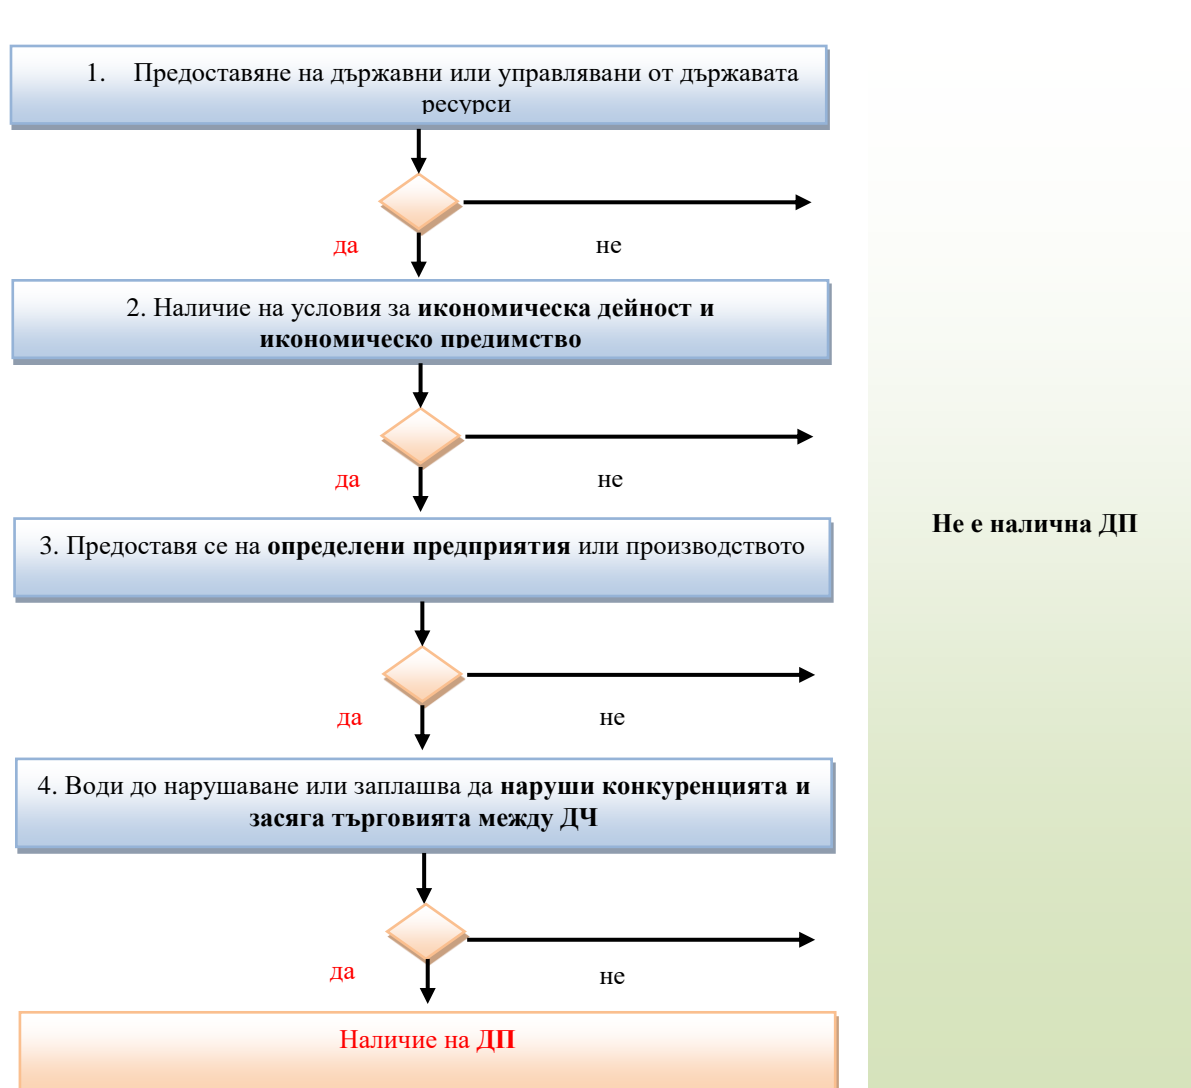 1. Предоставяне на държавни или управлявани от държавата
ресурси
да
не
2. Наличие на условия за икономическа дейност и
икономическо предимство
да
не
Не е налична ДП
3. Предоставя се на определени предприятия или производството
да
не
4. Води до нарушаване или заплашва да наруши конкуренцията и
засяга търговията между ДЧ
да
не
Наличие на ДП